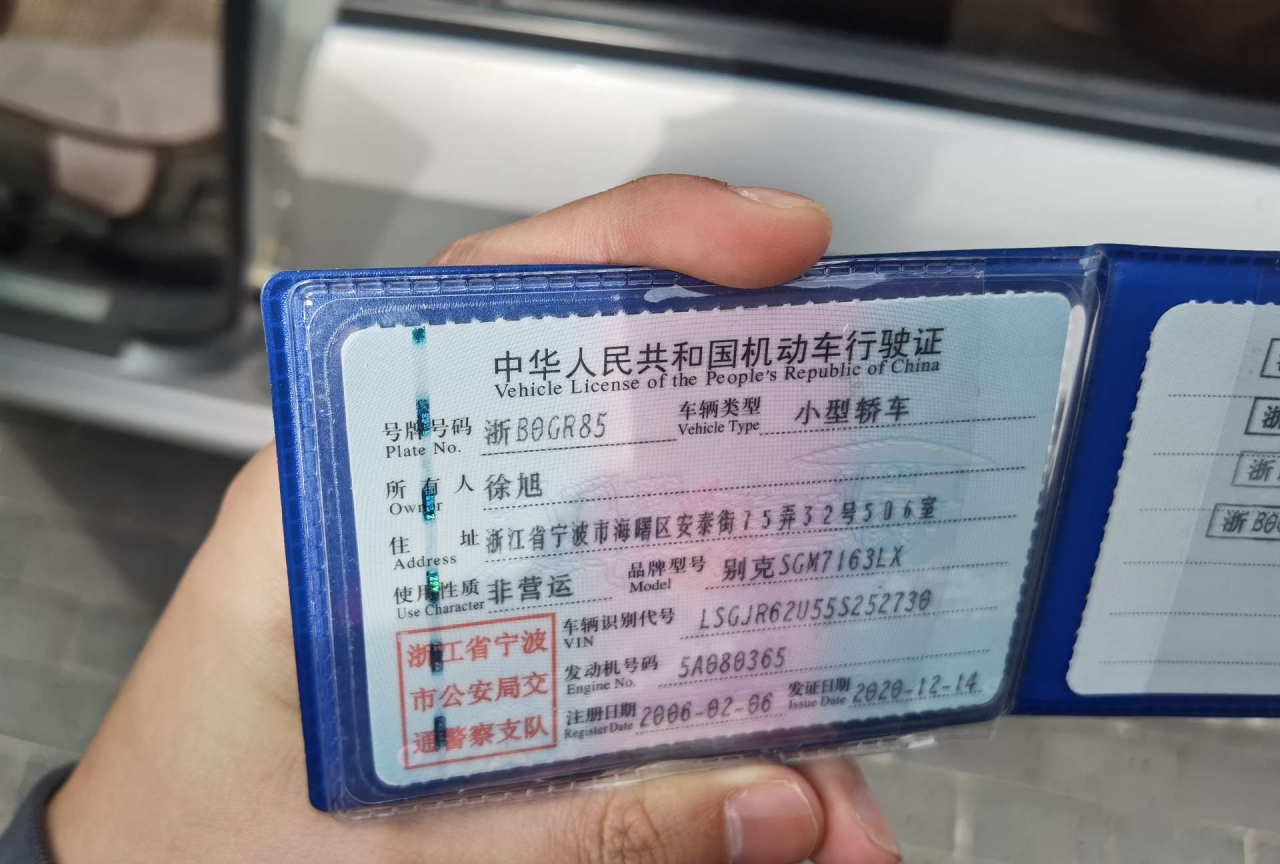 中华人民共和国机动车行驶证
Vehicle License of the People's Republic of China
号牌号码 浙B0GR85 车辆类型 小型轿车
Plate No. Vehicle Type
所有人 徐旭
Owner
住址 浙江省宁波市海曙区安泰街75弄32号506室
Address
使用性质 非营运 品牌型号 别克SGM7163LX
Use Character Model
车辆识别代号 LSGJR62U55S252730
VIN
发动机号码 5A080365
Engine No.
注册日期 2006-02-06 发证日期 2020-12-14
Register Date Issue Date
浙江省宁波
市公安局交
通警察支队
浙
浙B0